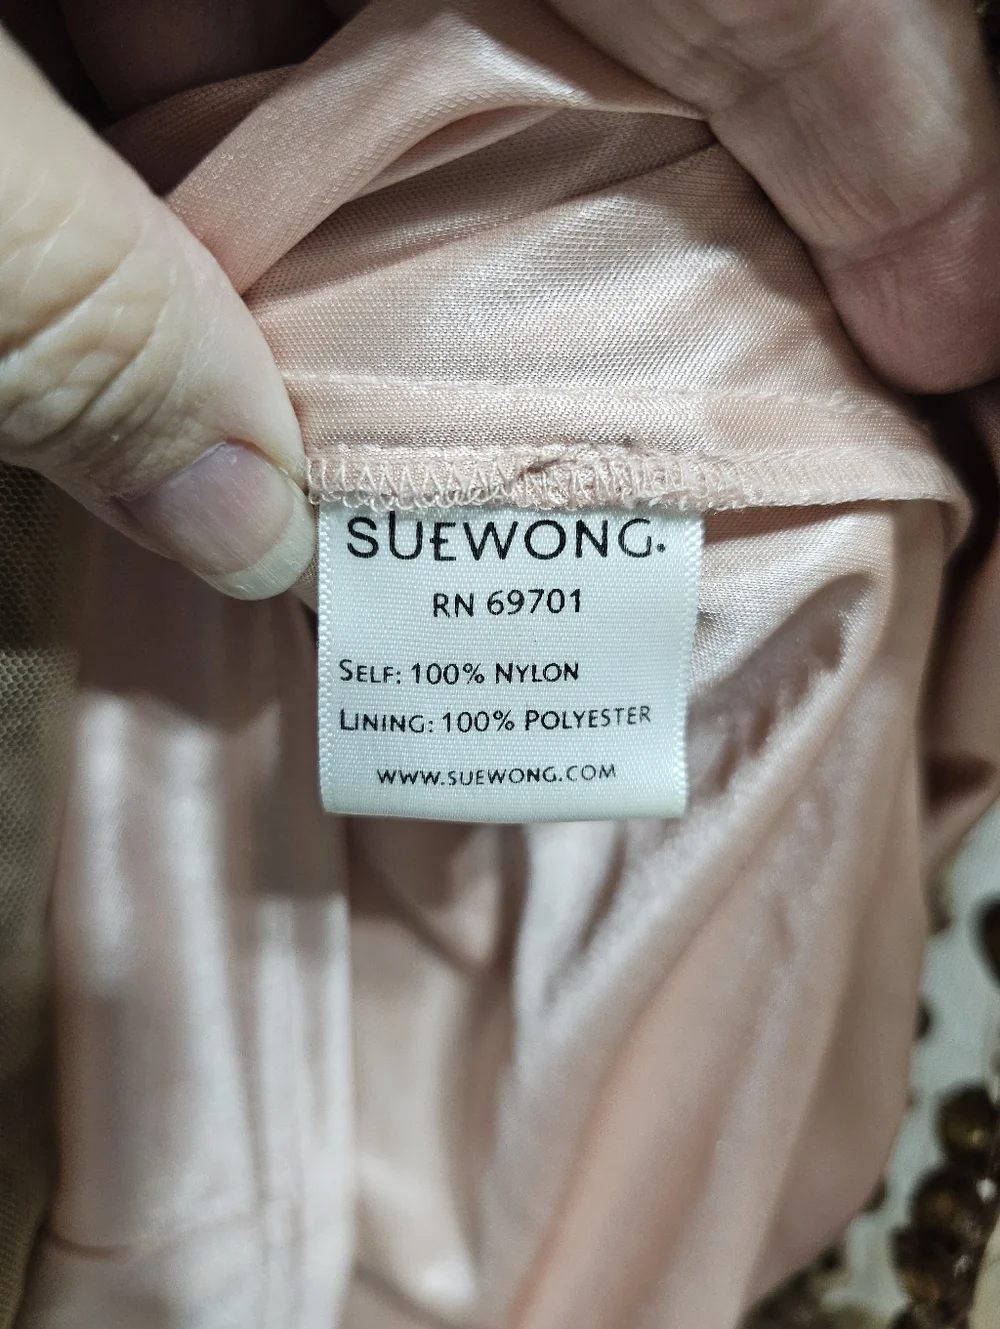 SUEWONG.
RN 69701
SELF: 100% NYLON
LINING: 100% POLYESTER
WWW.SUEWONG.COM